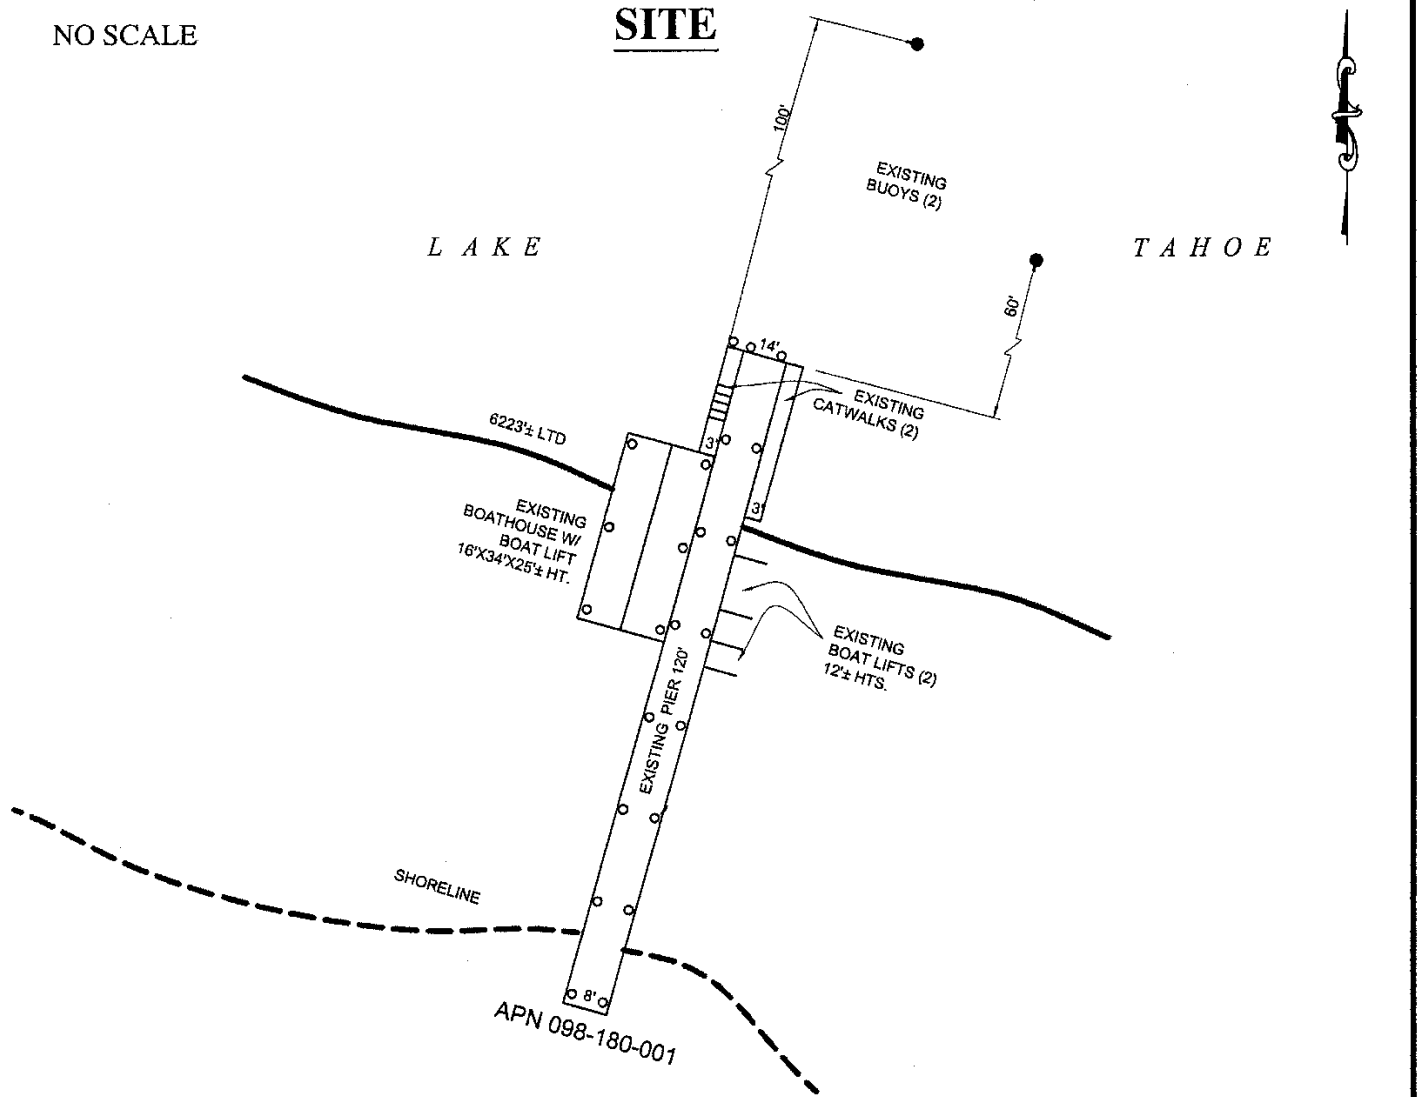 NO SCALE
SITE
100'
EXISTING
BUOYS (2)
LAKE
TAHOE
60'
14'
EXISTING
CATWALKS (2)
6223'± LTD
3'
EXISTING
BOATHOUSE W/
BOAT LIFT
16'X34'X25'± HT.
3'
EXISTING
BOAT LIFTS (2)
12'± HTS.
EXISTING PIER 120'
SHORELINE
8'
APN 098-180-001